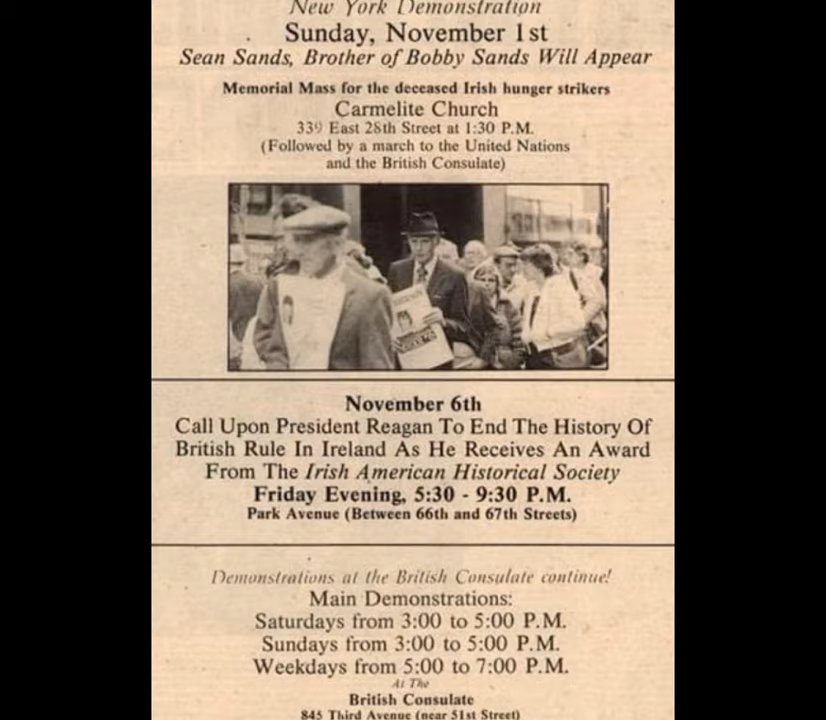 New York Demonstration
Sunday, November 1st
Sean Sands, Brother of Bobby Sands Will Appear
Memorial Mass for the deceased Irish hunger strikers
Carmelite Church
339 East 28th Street at 1:30 P.M.
(Followed by a march to the United Nations
and the British Consulate)
November 6th
Call Upon President Reagan To End The History Of
British Rule In Ireland As He Receives An Award
From The Irish American Historical Society
Friday Evening, 5:30 - 9:30 P.M.
Park Avenue (Between 66th and 67th Streets)
Demonstrations at the British Consulate continue!
Main Demonstrations:
Saturdays from 3:00 to 5:00 P.M.
Sundays from 3:00 to 5:00 P.M.
Weekdays from 5:00 to 7:00 P.M.
At The
British Consulate
845 Third Avenue (near 51st Street)